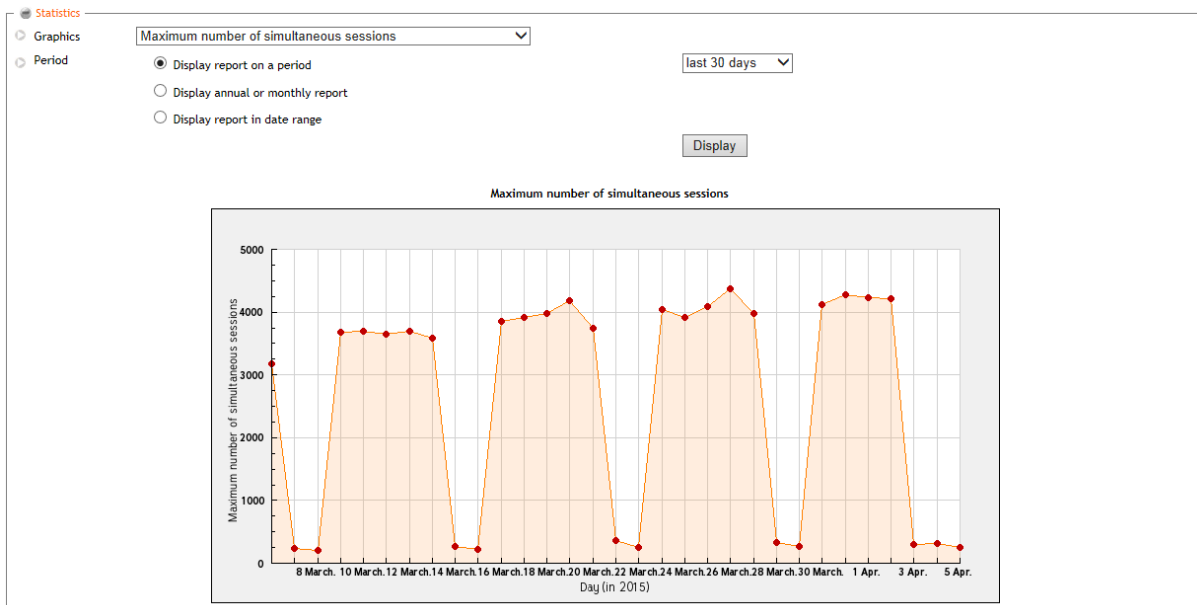 Statistics
Graphics Maximum number of simultaneous sessions
Period Display report on a period last 30 days
Display annual or monthly report
Display report in date range
Display
Maximum number of simultaneous sessions
5000
4000
3000
2000
1000
0
Maximum number of simultaneous sessions
8 March. 10 March. 12 March. 14 March. 16 March. 18 March. 20 March. 22 March. 24 March. 26 March. 28 March. 30 March. 1 Apr. 3 Apr. 5 Apr.
Day (in 2015)